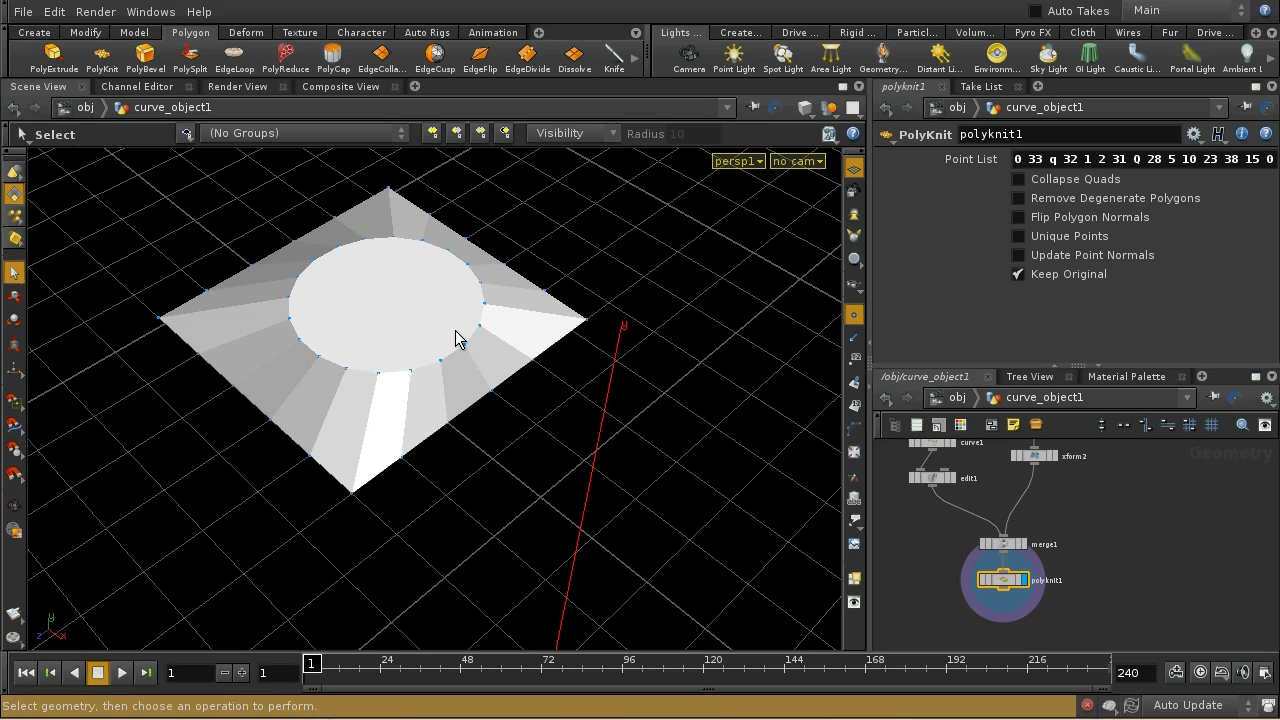 File Edit Render Windows Help
Auto Takes Main
Create Modify Model Polygon Deform Texture Character Auto Rigs Animation
Lights ... Create... Drive ... Rigid ... Particl... Volum... Pyro FX Cloth Wires Fur Drive ...
PolyExtrude PolyKnit PolyBevel PolySplit EdgeLoop PolyReduce PolyCap EdgeColla... EdgeCusp EdgeFlip EdgeDivide Dissolve Knife
Camera Point Light Spot Light Area Light Geometry... Distant Li... Environm... Sky Light GI Light Caustic Li... Portal Light Ambient L
Scene View Channel Editor Render View Composite View
polyknit1 Take List
obj curve_object1
obj curve_object1
Select (No Groups) Visibility Radius 10
PolyKnit polyknit1
persp1 no cam
Point List 0 33 q 32 1 2 31 Q 28 5 10 23 38 15 0
Collapse Quads
Remove Degenerate Polygons
Flip Polygon Normals
Unique Points
Update Point Normals
Keep Original
y
/obj/curve_object1 Tree View Material Palette
obj curve_object1
Geometry
curve1
xform2
edit1
merge1
polyknit1
y
z x
1 1 1 24 48 72 96 120 144 168 192 216 240
Select geometry, then choose an operation to perform.
Auto Update